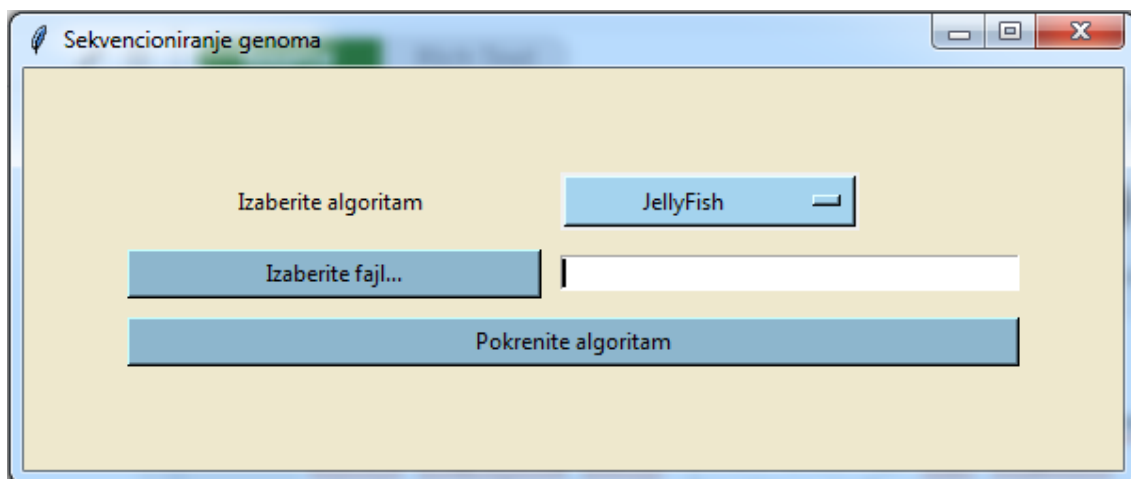 Sekvencioniranje genoma
Izaberite algoritam JellyFish
Izaberite fajl...
Pokrenite algoritam